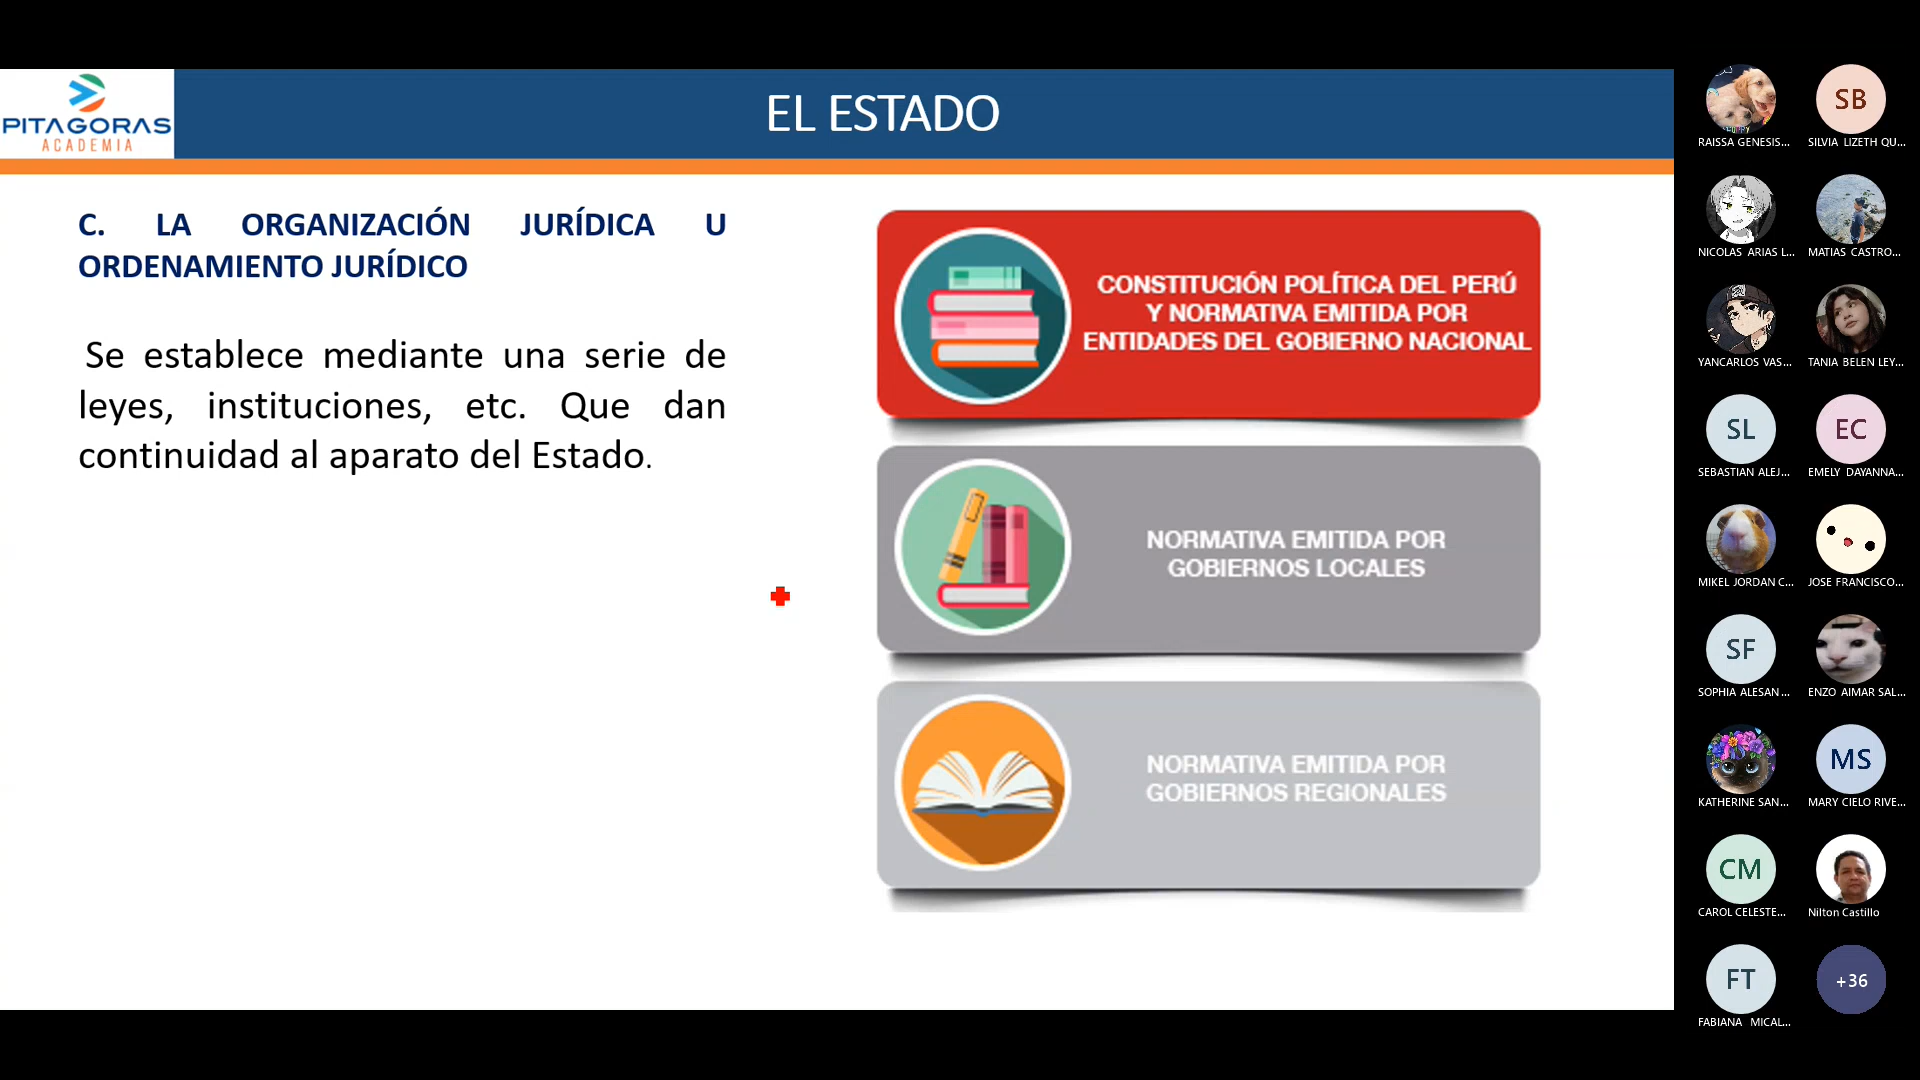 PITAGORAS
ACADEMIA
EL ESTADO
C. LA ORGANIZACIÓN JURÍDICA U
ORDENAMIENTO JURÍDICO
Se establece mediante una serie de
leyes, instituciones, etc. Que dan
continuidad al aparato del Estado.
CONSTITUCIÓN POLÍTICA DEL PERÚ
Y NORMATIVA EMITIDA POR
ENTIDADES DEL GOBIERNO NACIONAL
NORMATIVA EMITIDA POR
GOBIERNOS LOCALES
NORMATIVA EMITIDA POR
GOBIERNOS REGIONALES
RAISSA GENESIS...
SB
SILVIA LIZETH QU...
NICOLAS ARIAS L...
MATIAS CASTRO...
YANCARLOS VAS...
TANIA BELEN LEY...
SL
SEBASTIAN ALEJ...
EC
EMELY DAYANNA...
MIKEL JORDAN C...
JOSE FRANCISCO...
SF
SOPHIA ALESAN...
ENZO AIMAR SAL...
KATHERINE SAN...
MS
MARY CIELO RIVE...
CM
CAROL CELESTE...
Nilton Castillo
FT
FABIANA MICAL...
+36